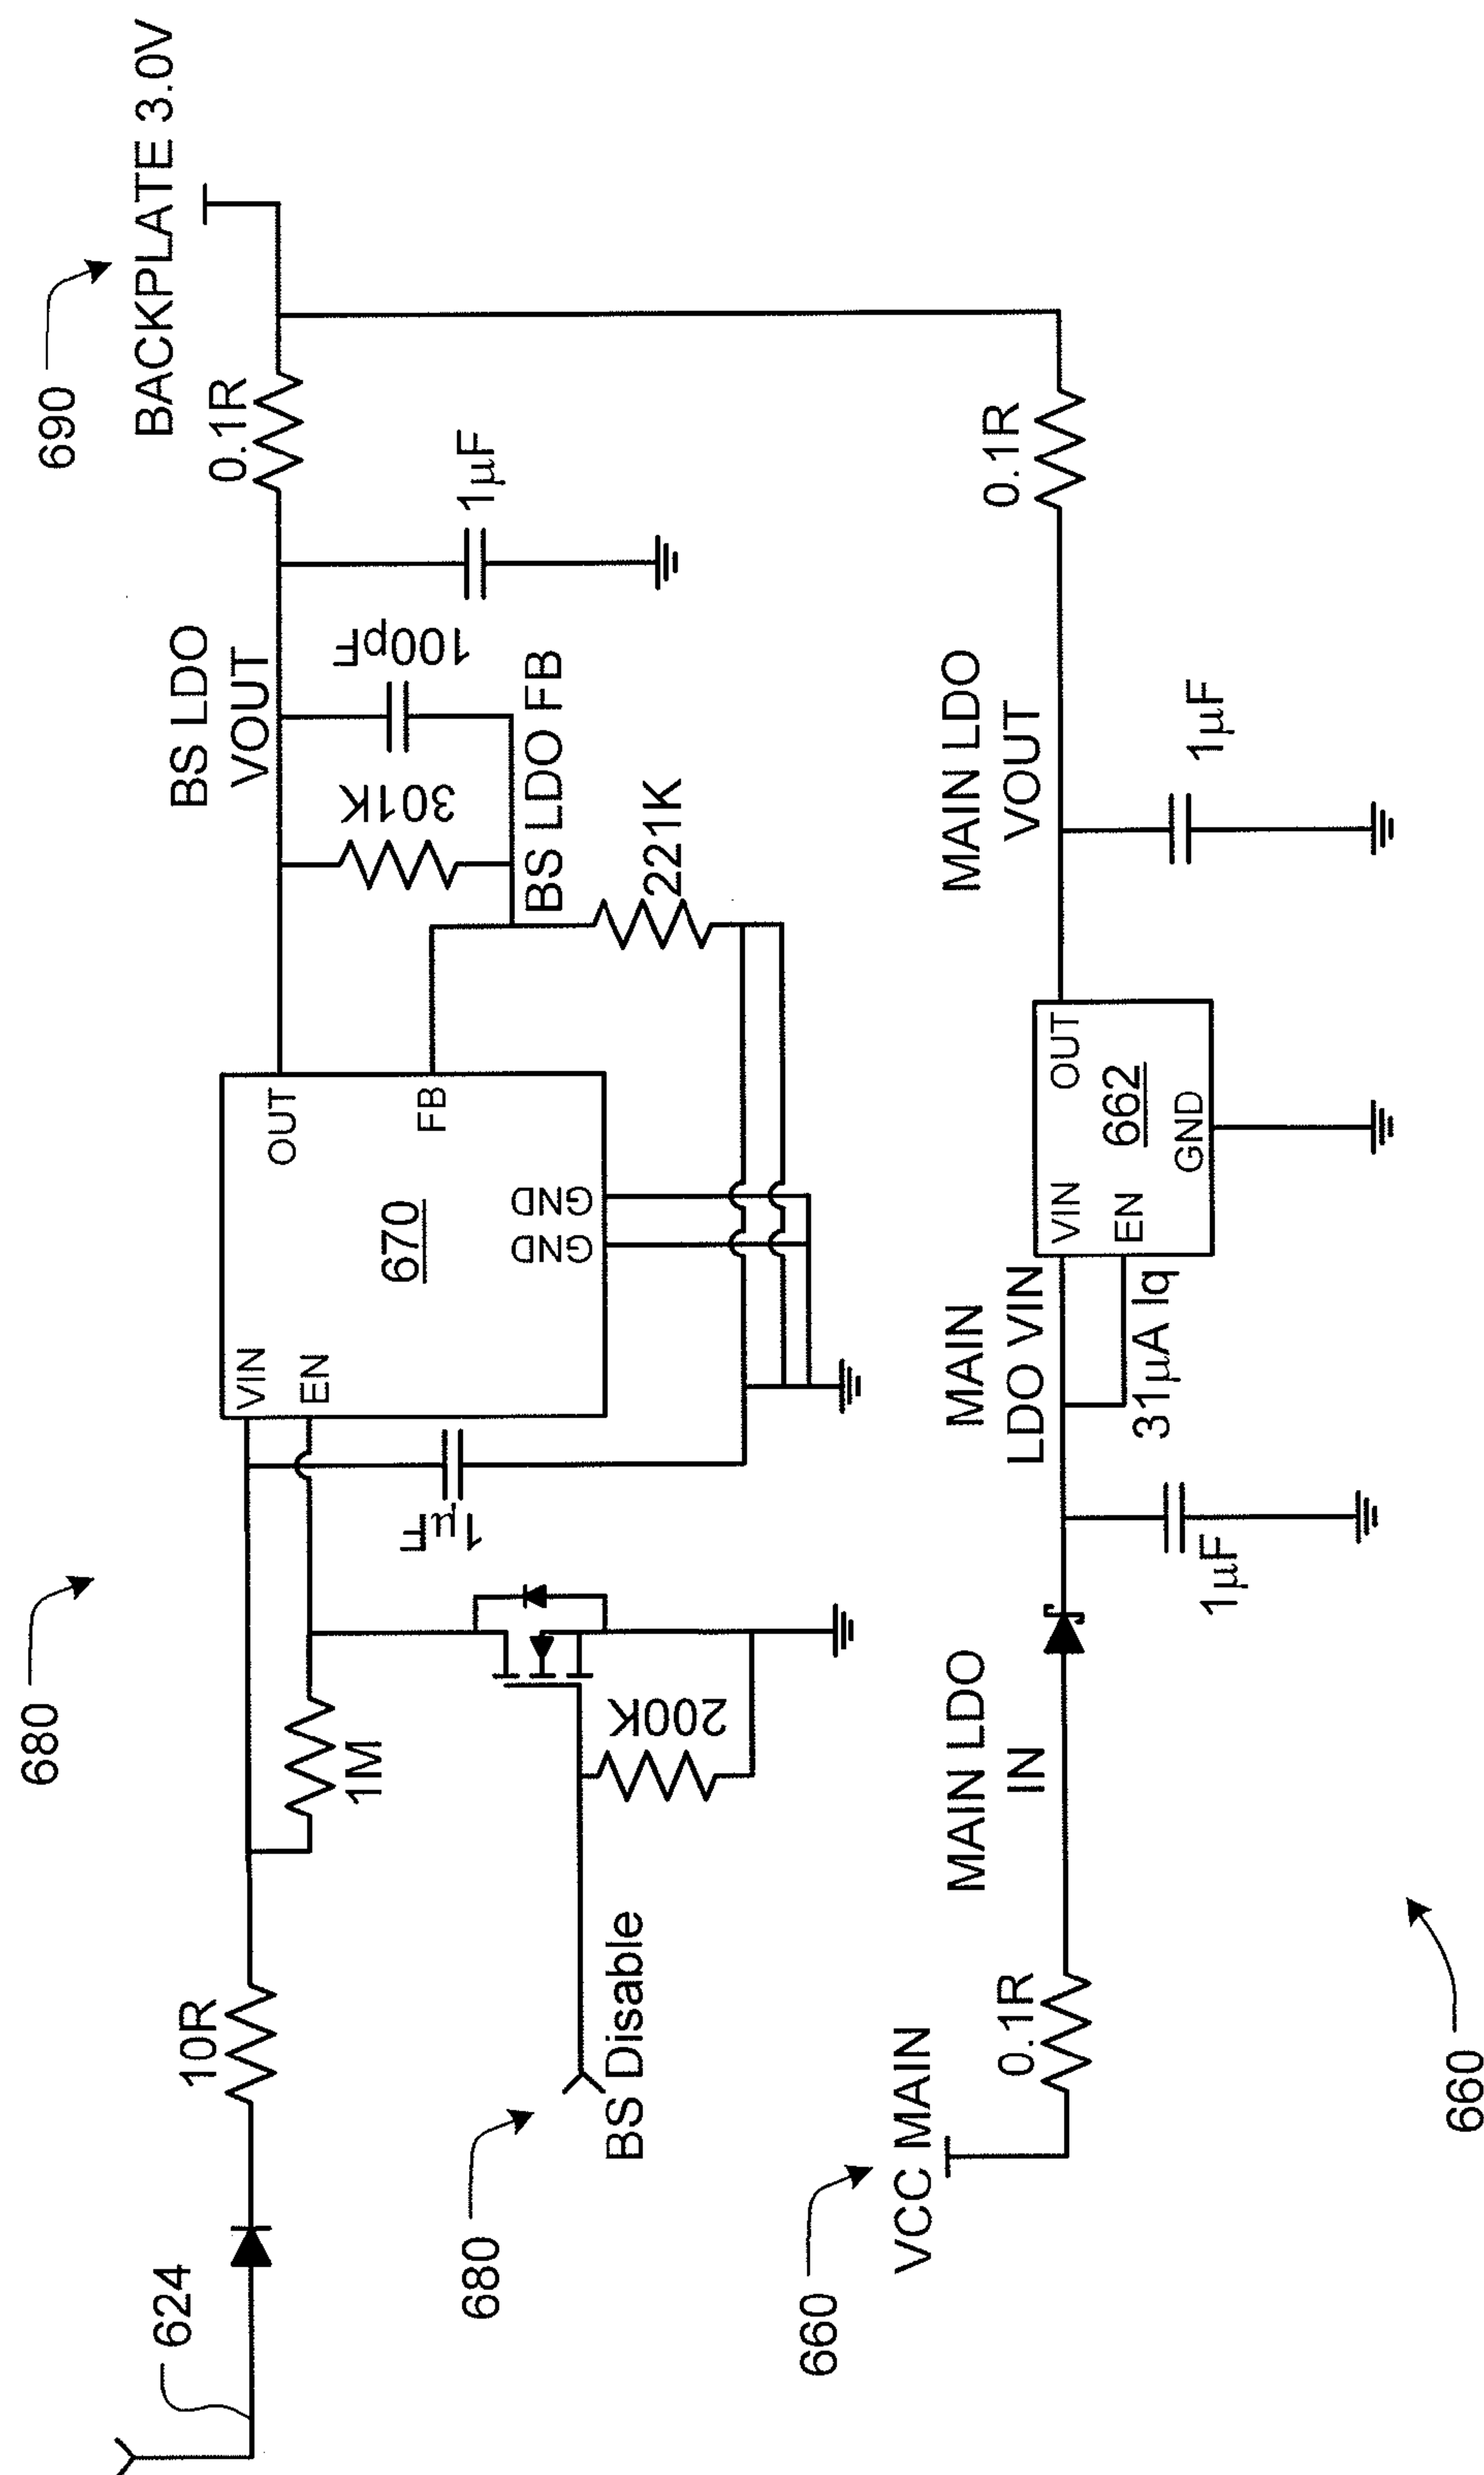 680
690
BACKPLATE 3.0V
624
10R
1M
VIN
EN
OUT
FB
670
GND
GND
BS LDO
VOUT
0.1R
1µF
301K
100pF
1µF
BS LDO FB
221K
680
BS Disable
200K
660
VCC MAIN
0.1R
MAIN LDO
IN
MAIN
LDO VIN
1µF
31µA Iq
VIN
EN
OUT
662
GND
MAIN LDO
VOUT
1µF
0.1R
660